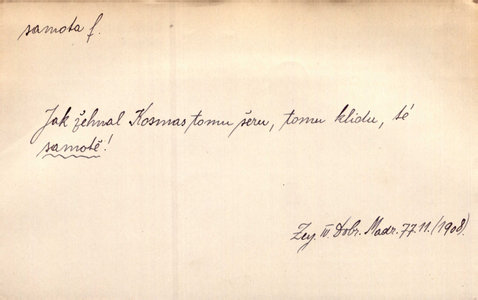 samota f.
Jak žehnal Kosmas tomu šeru, tomu klidu, té
samotě!
Zey. III. Dobr. Madr. 77.11. (1908).